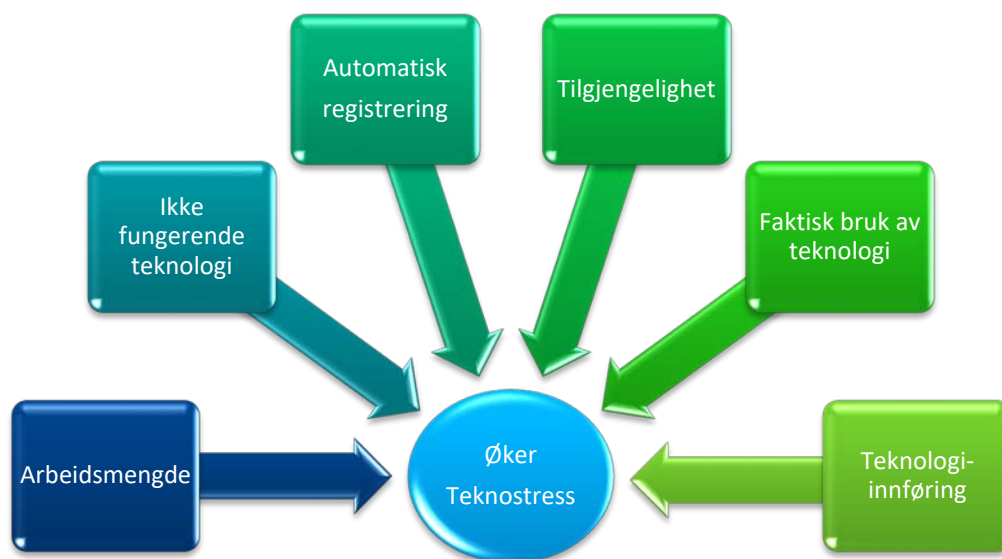 Automatisk
registrering
Tilgjengelighet
Ikke
fungerende
teknologi
Faktisk bruk av
teknologi
Arbeidsmengde
Øker
Teknostress
Teknologi-
innføring